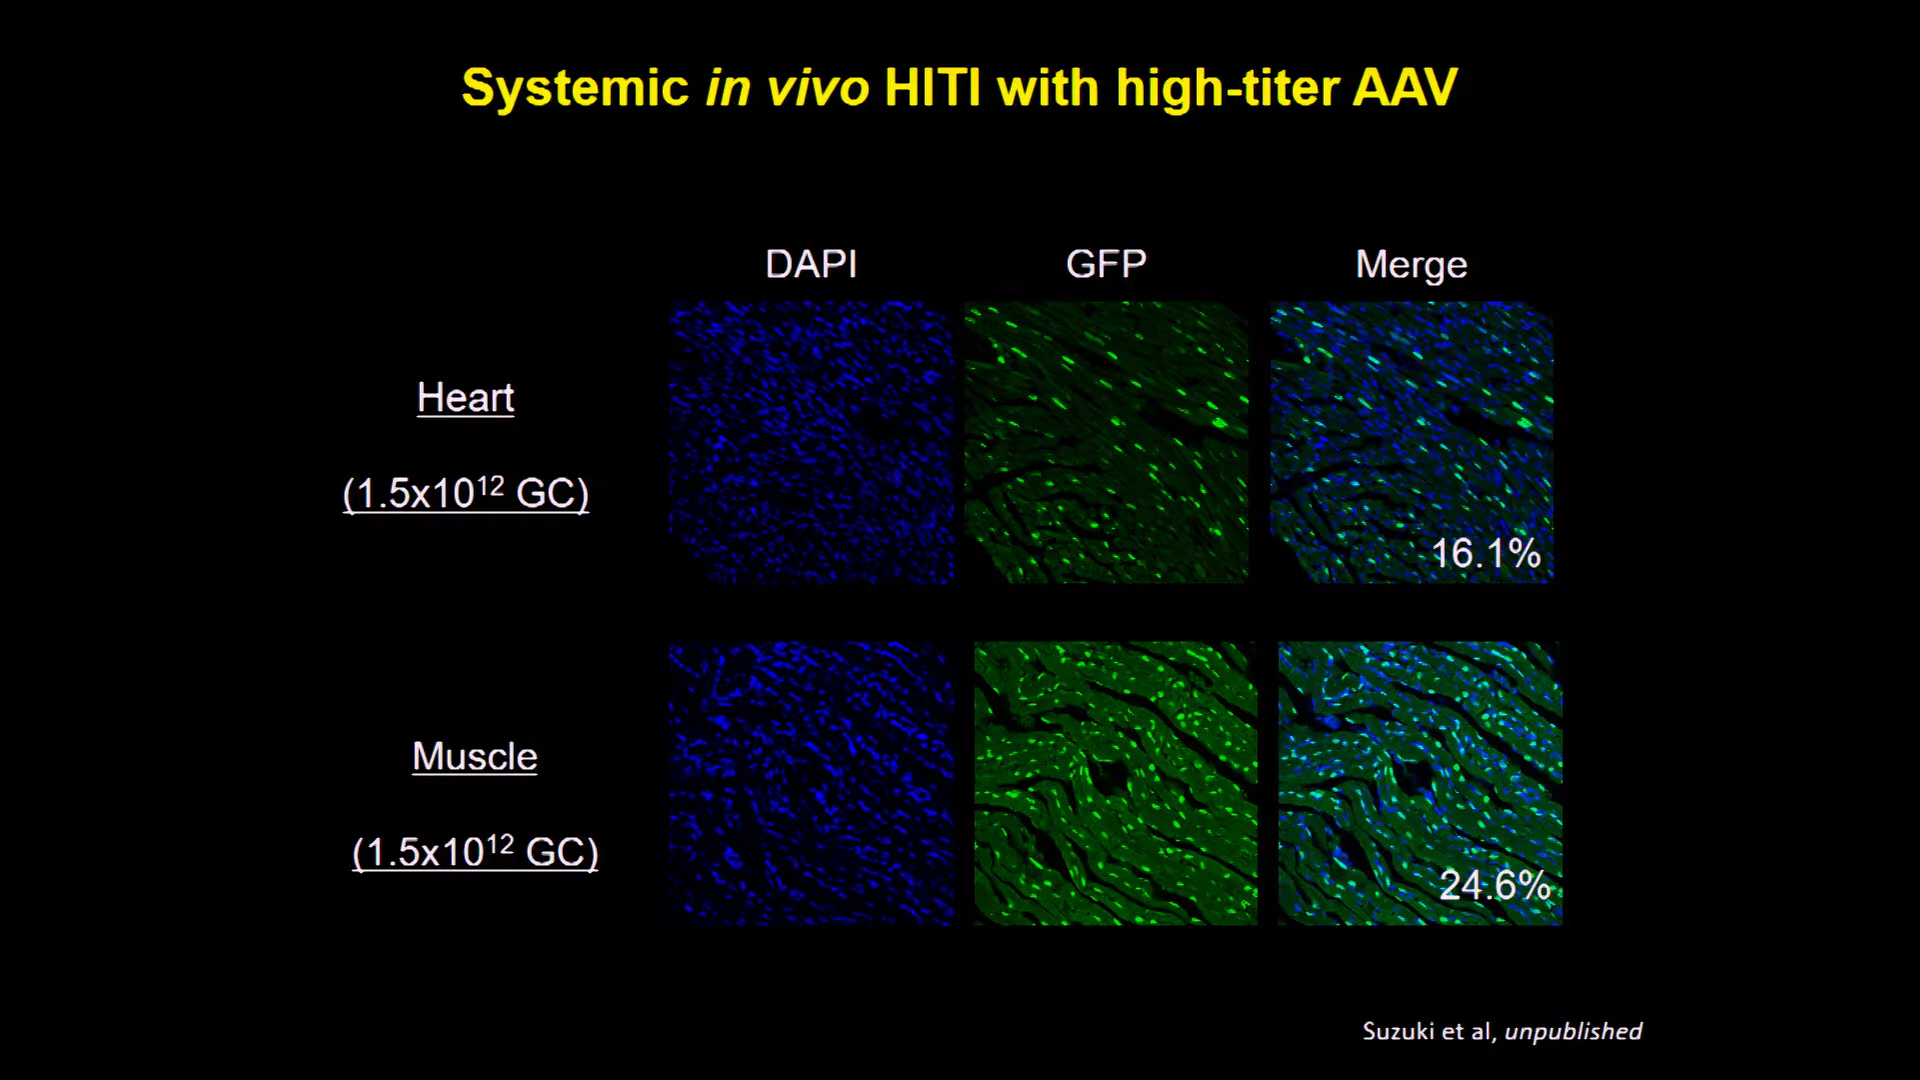 Systemic in vivo HITI with high-titer AAV
DAPI GFP Merge
Heart
(1.5x10¹² GC)
16.1%
Muscle
(1.5x10¹² GC)
24.6%
Suzuki et al, unpublished